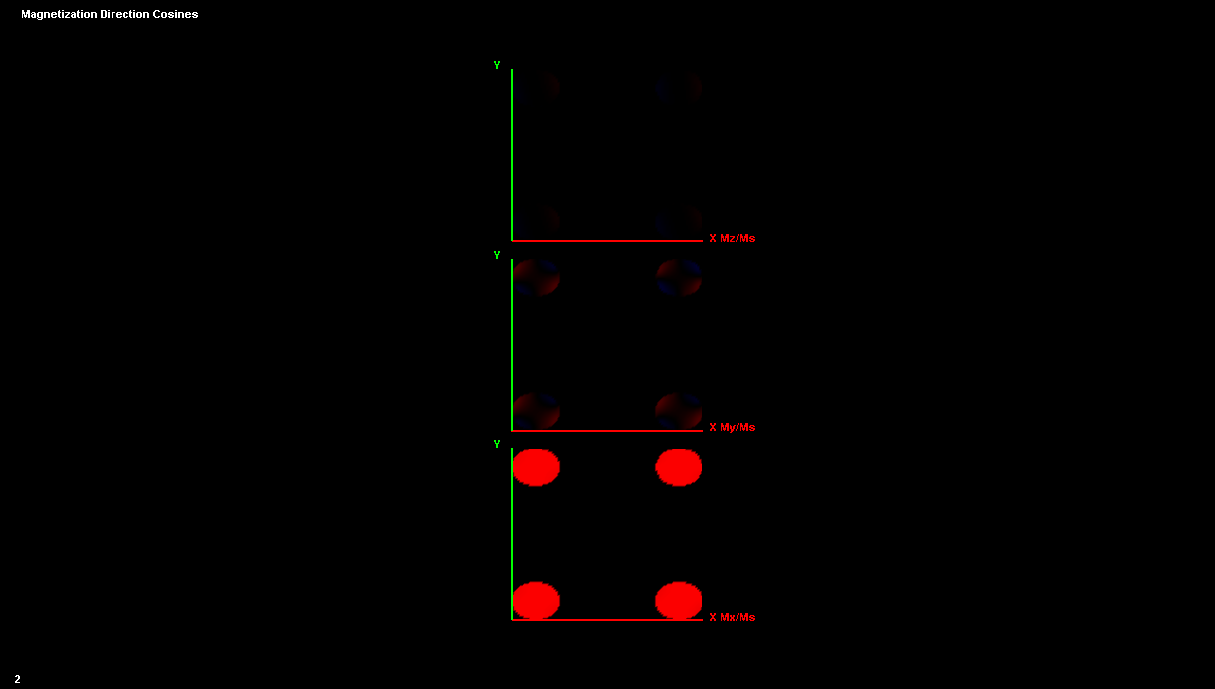 Magnetization Direction Cosines
Y
X Mz/Ms
Y
X My/Ms
Y
X Mx/Ms
2